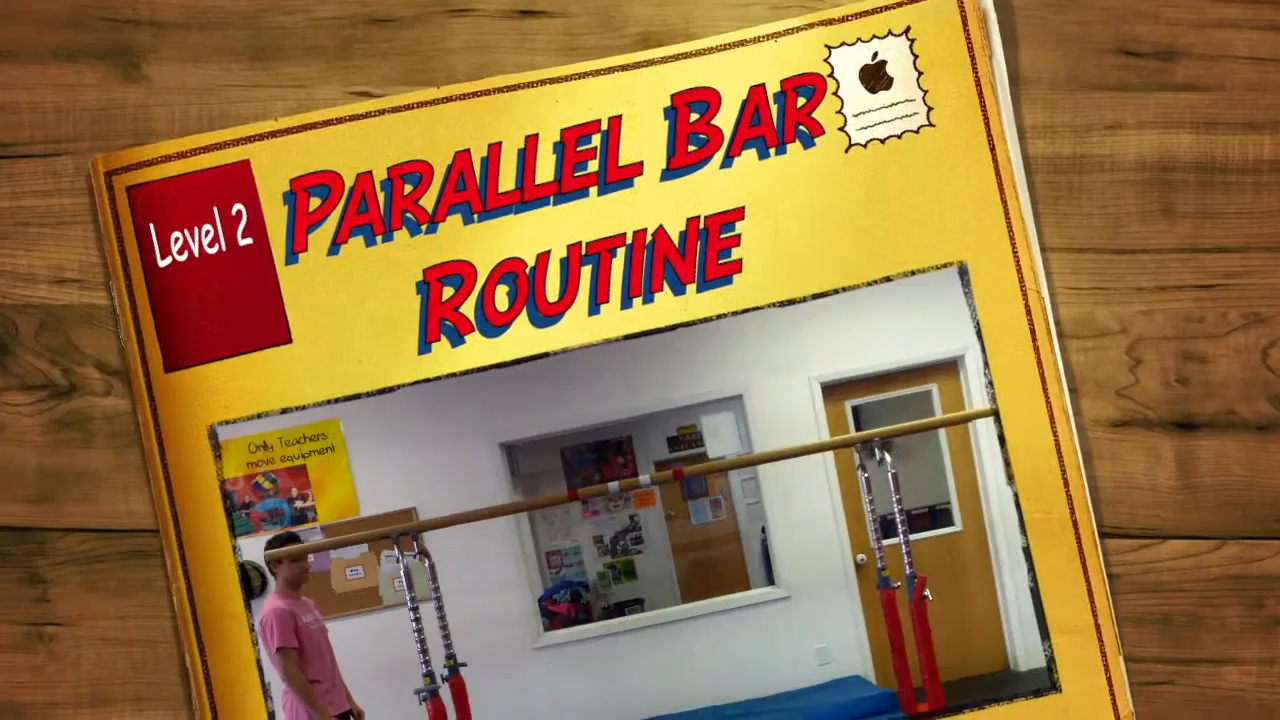 Level 2
PARALLEL BAR
ROUTINE
Only Teachers
move equipment